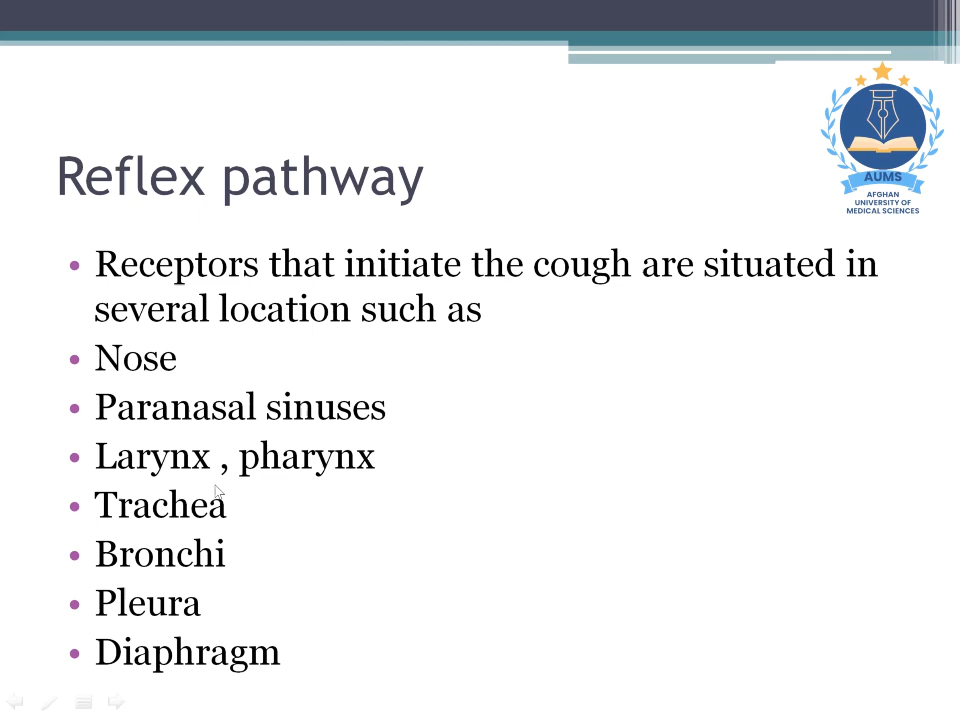 AUMS
AFGHAN
UNIVERSITY OF
MEDICAL SCIENCES
Reflex pathway
• Receptors that initiate the cough are situated in
several location such as
• Nose
• Paranasal sinuses
• Larynx , pharynx
• Trachea
• Bronchi
• Pleura
• Diaphragm